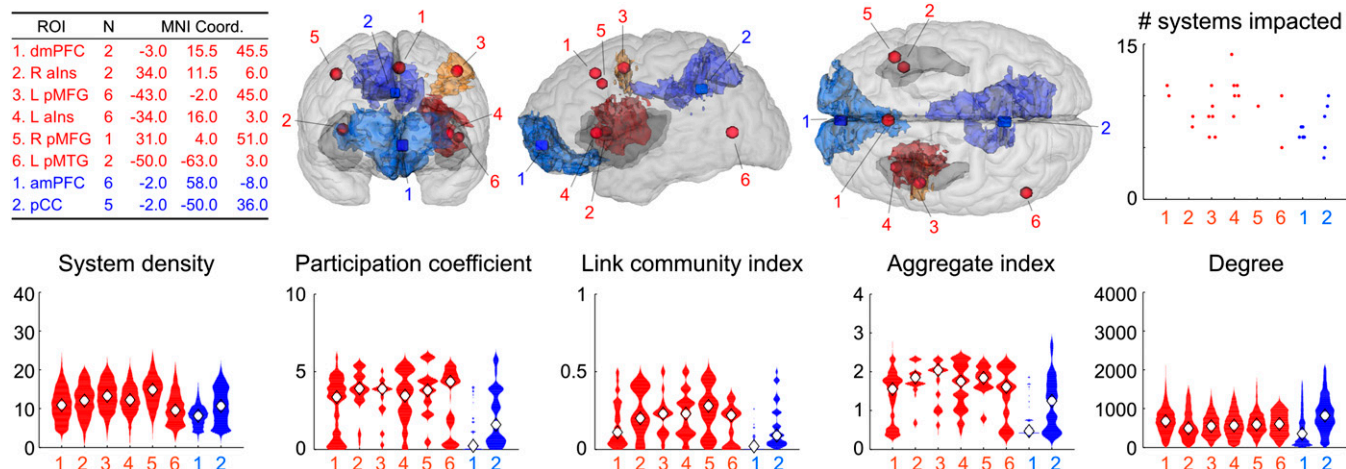 ROI N MNI Coord.
1. dmPFC 2 -3.0 15.5 45.5
2. R aIns 2 34.0 11.5 6.0
3. L pMFG 6 -43.0 -2.0 45.0
4. L aIns 6 -34.0 16.0 3.0
5. R pMFG 1 31.0 4.0 51.0
6. L pMTG 2 -50.0 -63.0 3.0
1. amPFC 6 -2.0 58.0 -8.0
2. pCC 5 -2.0 -50.0 36.0
2 1
5 3
2 4
6
1
3
5
1 2
4
2
6
2
5
1 2
1
4 3 6
# systems impacted
15
0
1 2 3 4 5 6 1 2
System density
40
30
20
10
0
1 2 3 4 5 6 1 2
Participation coefficient
10
5
0
1 2 3 4 5 6 1 2
Link community index
1
0.5
0
1 2 3 4 5 6 1 2
Aggregate index
4
3
2
1
0
1 2 3 4 5 6 1 2
Degree
4000
3000
2000
1000
0
1 2 3 4 5 6 1 2